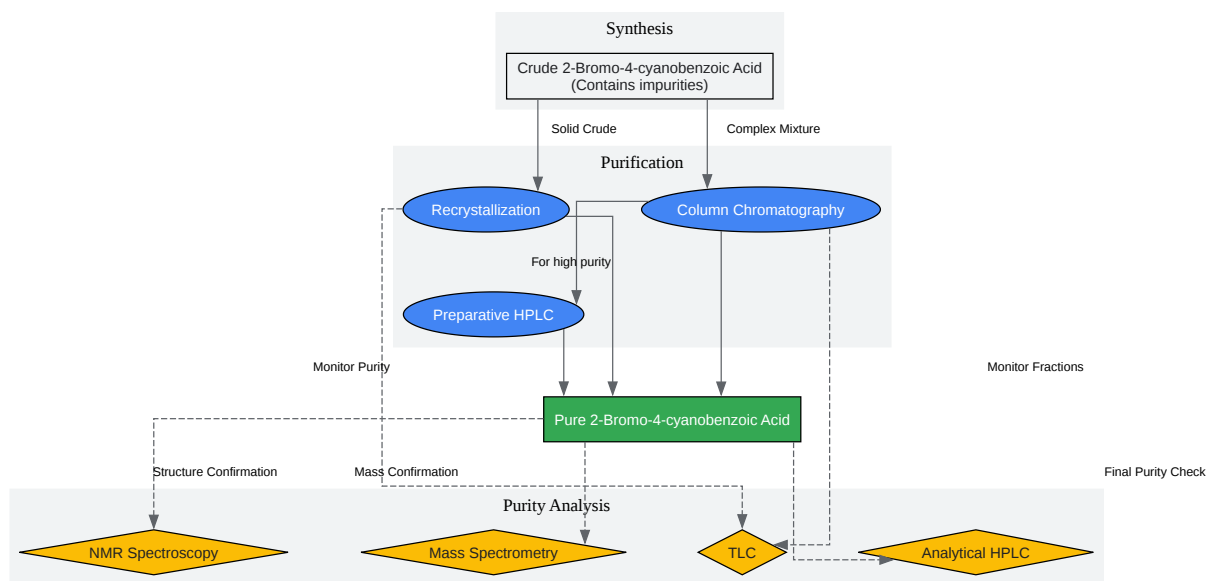 Synthesis
Crude 2-Bromo-4-cyanobenzoic Acid
(Contains impurities)
Solid Crude
Complex Mixture
Purification
Recrystallization
Column Chromatography
For high purity
Preparative HPLC
Monitor Purity
Monitor Fractions
Pure 2-Bromo-4-cyanobenzoic Acid
Structure Confirmation
Mass Confirmation
Final Purity Check
Purity Analysis
NMR Spectroscopy
Mass Spectrometry
TLC
Analytical HPLC